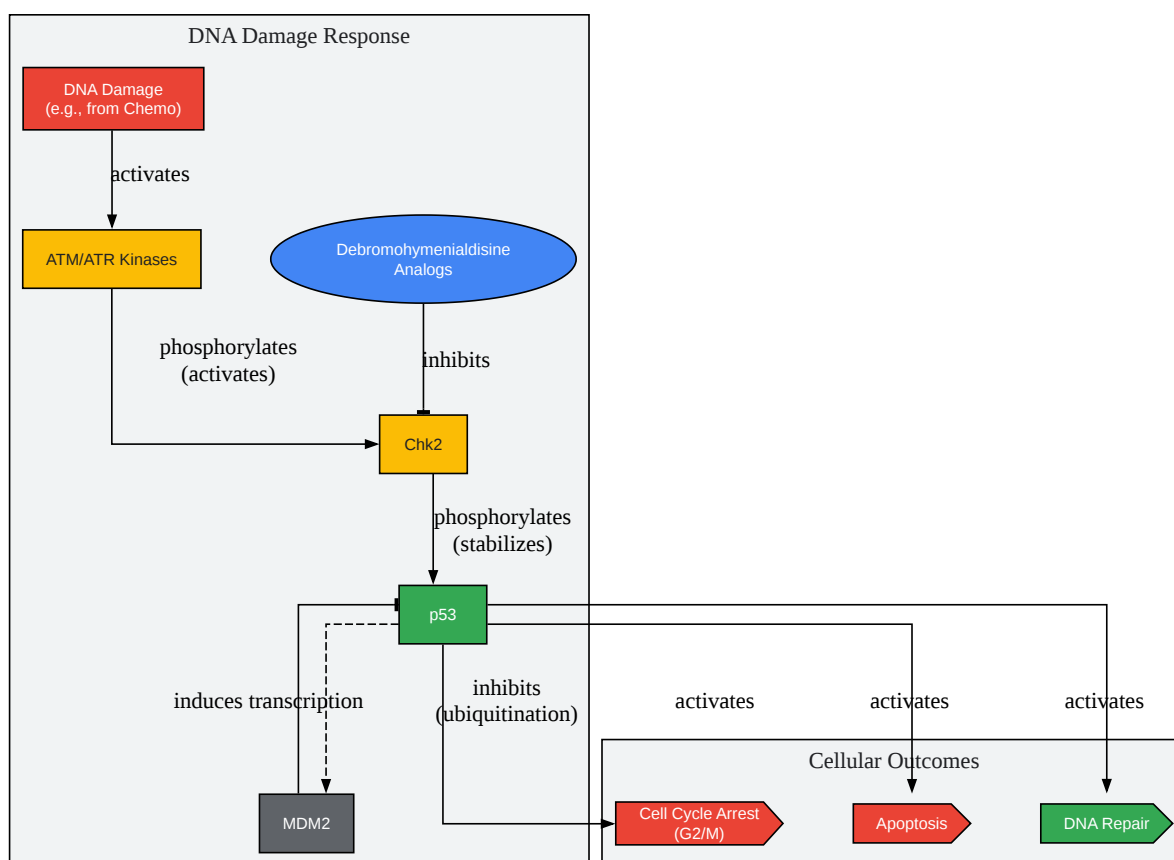 DNA Damage Response
DNA Damage
(e.g., from Chemo)
activates
ATM/ATR Kinases
Debromohymenialdisine
Analogs
phosphorylates
(activates)
inhibits
Chk2
phosphorylates
(stabilizes)
p53
induces transcription
inhibits
(ubiquitination)
activates
activates
activates
Cellular Outcomes
MDM2
Cell Cycle Arrest
(G2/M)
Apoptosis
DNA Repair